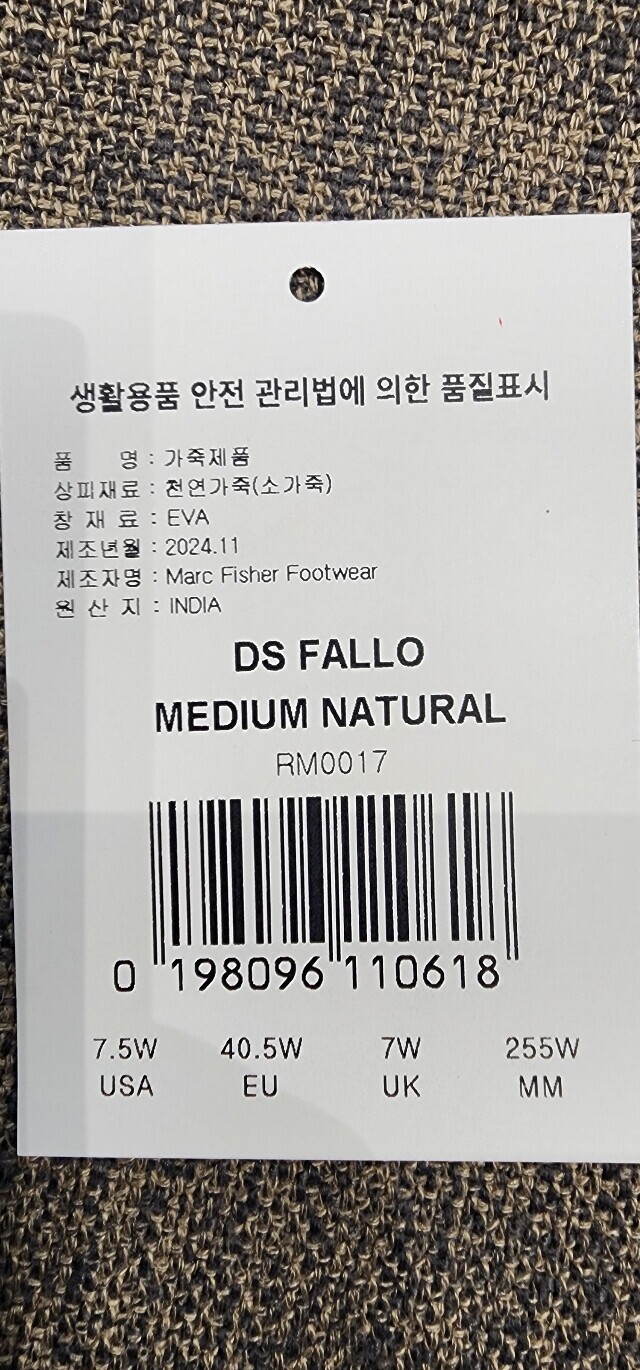 생활용품 안전 관리법에 의한 품질표시
품 명 : 가죽제품
상피재료 : 천연가죽(소가죽)
창 재 료 : EVA
제조년월 : 2024.11
제조자명 : Marc Fisher Footwear
원 산 지 : INDIA
DS FALLO
MEDIUM NATURAL
RM0017
0 198096 110618
7.5W 40.5W 7W 255W
USA EU UK MM